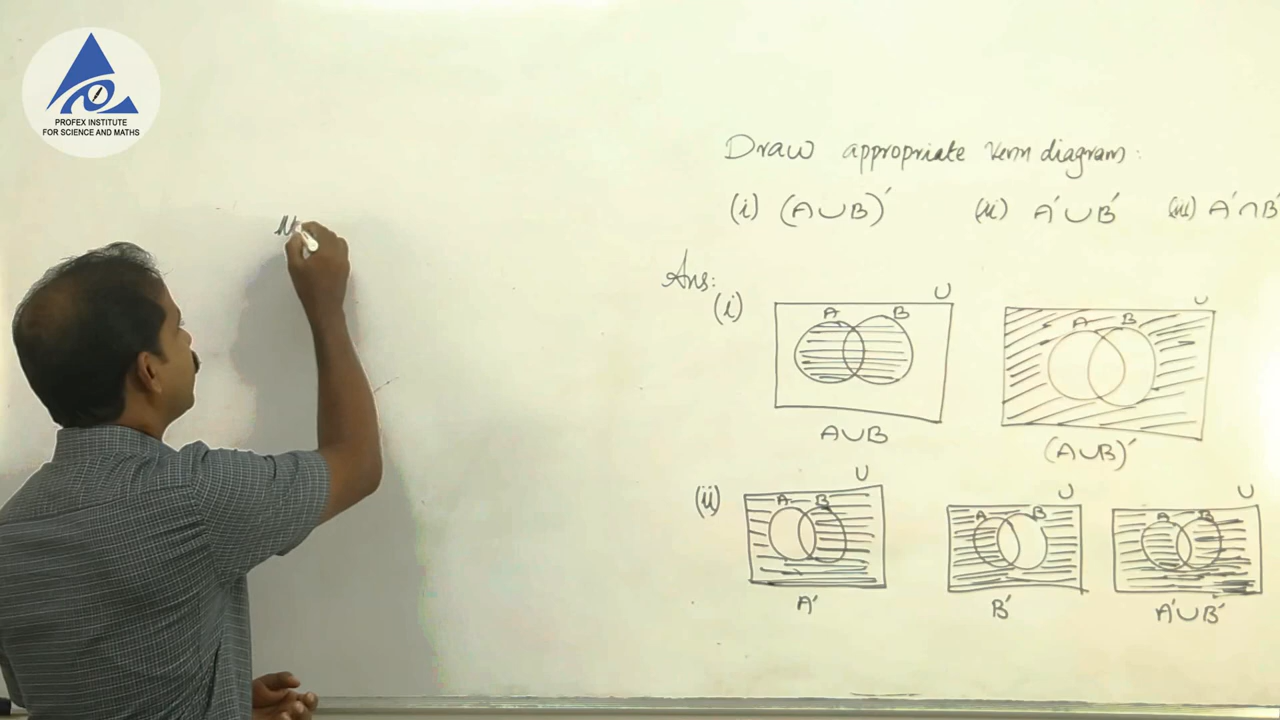 PROFEX INSTITUTE
FOR SCIENCE AND MATHS
Draw appropriate Venn diagram:
(i) (A∪B)′ (ii) A′∪B′ (iii) A′∩B′
Ans:
(i)
U
A B
A∪B
U
A B
(A∪B)′
(ii)
U
A B
A′
U
A B
B′
U
A B
A′∪B′